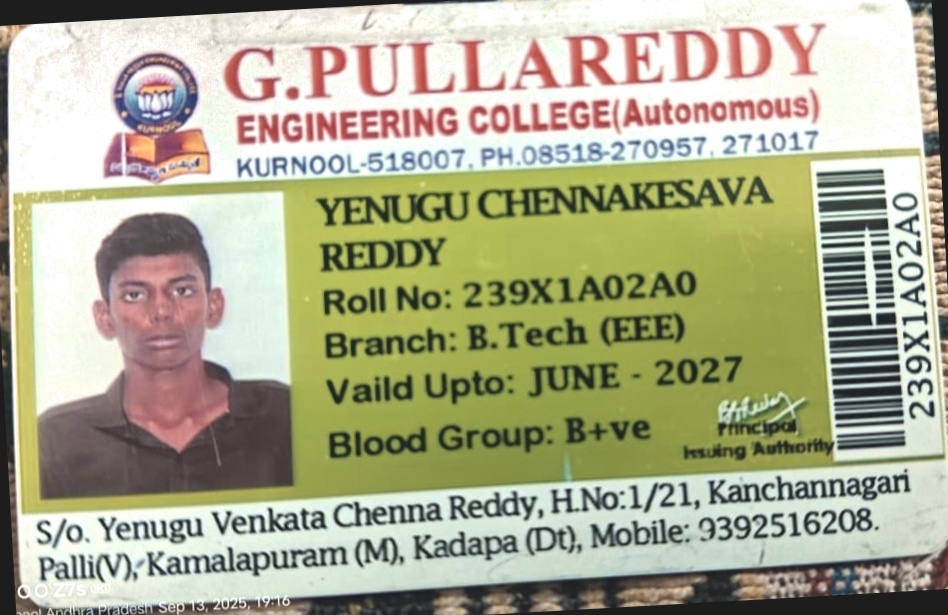 G.PULLAREDDY
ENGINEERING COLLEGE(Autonomous)
KURNOOL-518007, PH.08518-270957, 271017
KURNOOL
YENUGU CHENNAKESAVA
REDDY
Roll No: 239X1A02A0
Branch: B.Tech (EEE)
Vaild Upto: JUNE - 2027
Blood Group: B+ve
Principal
Issuing Authority
239X1A02A0
S/o. Yenugu Venkata Chenna Reddy, H.No:1/21, Kanchannagari
Palli(V), Kamalapuram (M), Kadapa (Dt), Mobile: 9392516208.
Andhra Pradesh Sep 13, 2025, 19:16